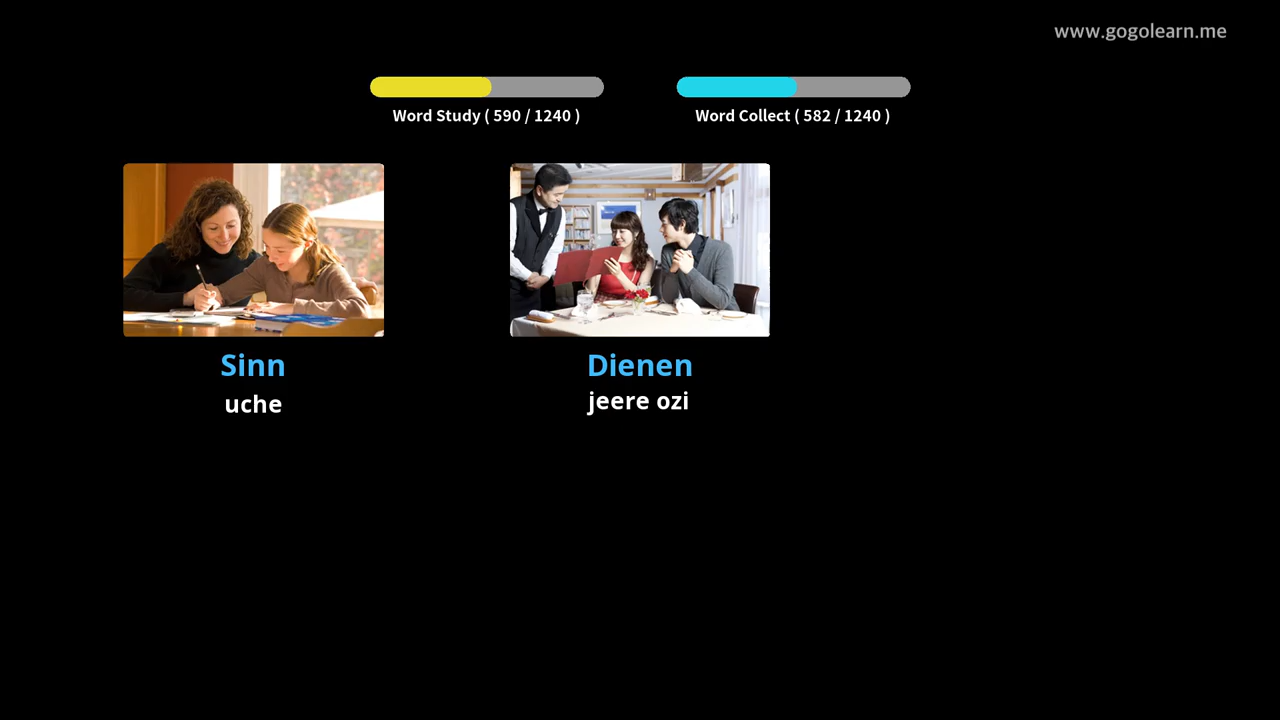 www.gogolearn.me
Word Study ( 590 / 1240 )
Word Collect ( 582 / 1240 )
Sinn
uche
Dienen
jeere ozi